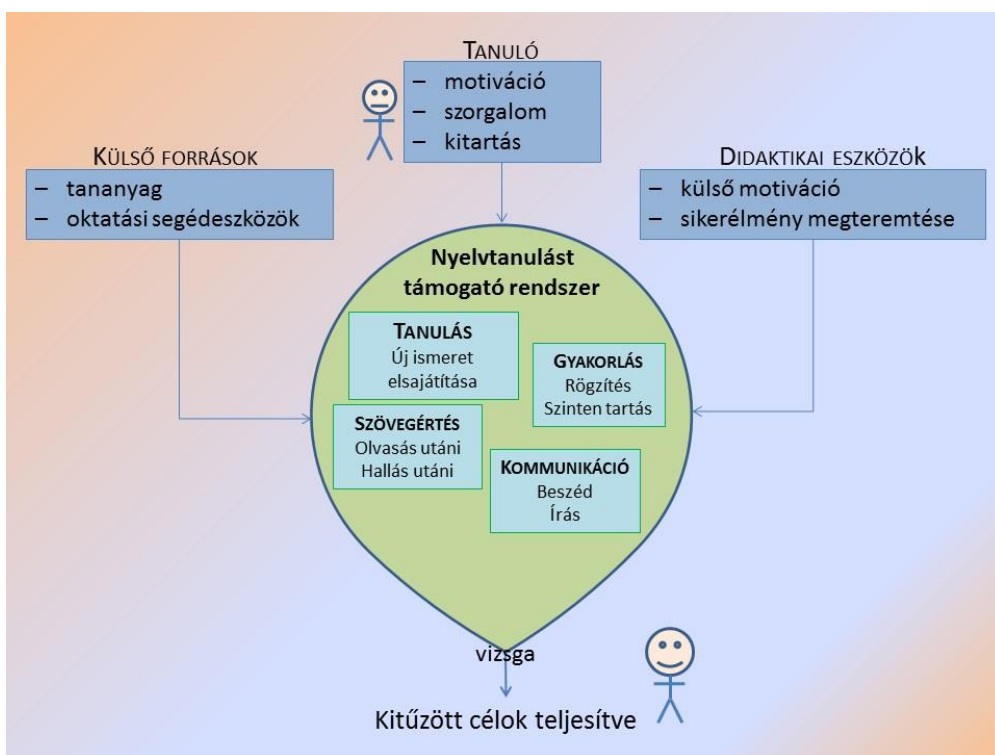 TANULÓ
– motiváció
– szorgalom
– kitartás
KÜLSŐ FORRÁSOK
– tananyag
– oktatási segédeszközök
DIDAKTIKAI ESZKÖZÖK
– külső motiváció
– sikerélmény megteremtése
Nyelvtanulást
támogató rendszer
TANULÁS
Új ismeret
elsajátítása
GYAKORLÁS
Rögzítés
Szinten tartás
SZÖVEGÉRTÉS
Olvasás utáni
Hallás utáni
KOMMUNIKÁCIÓ
Beszéd
Írás
vizsga
Kitűzött célok teljesítve